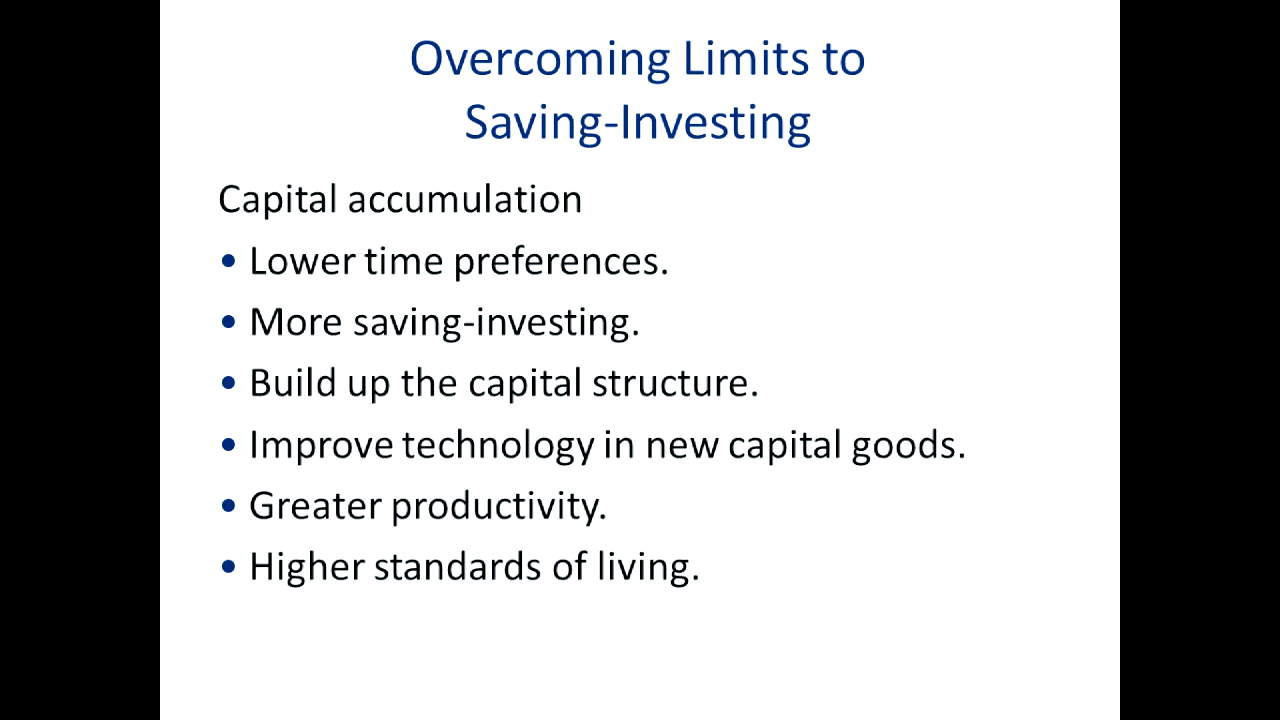 Overcoming Limits to
Saving-Investing
Capital accumulation
• Lower time preferences.
• More saving-investing.
• Build up the capital structure.
• Improve technology in new capital goods.
• Greater productivity.
• Higher standards of living.